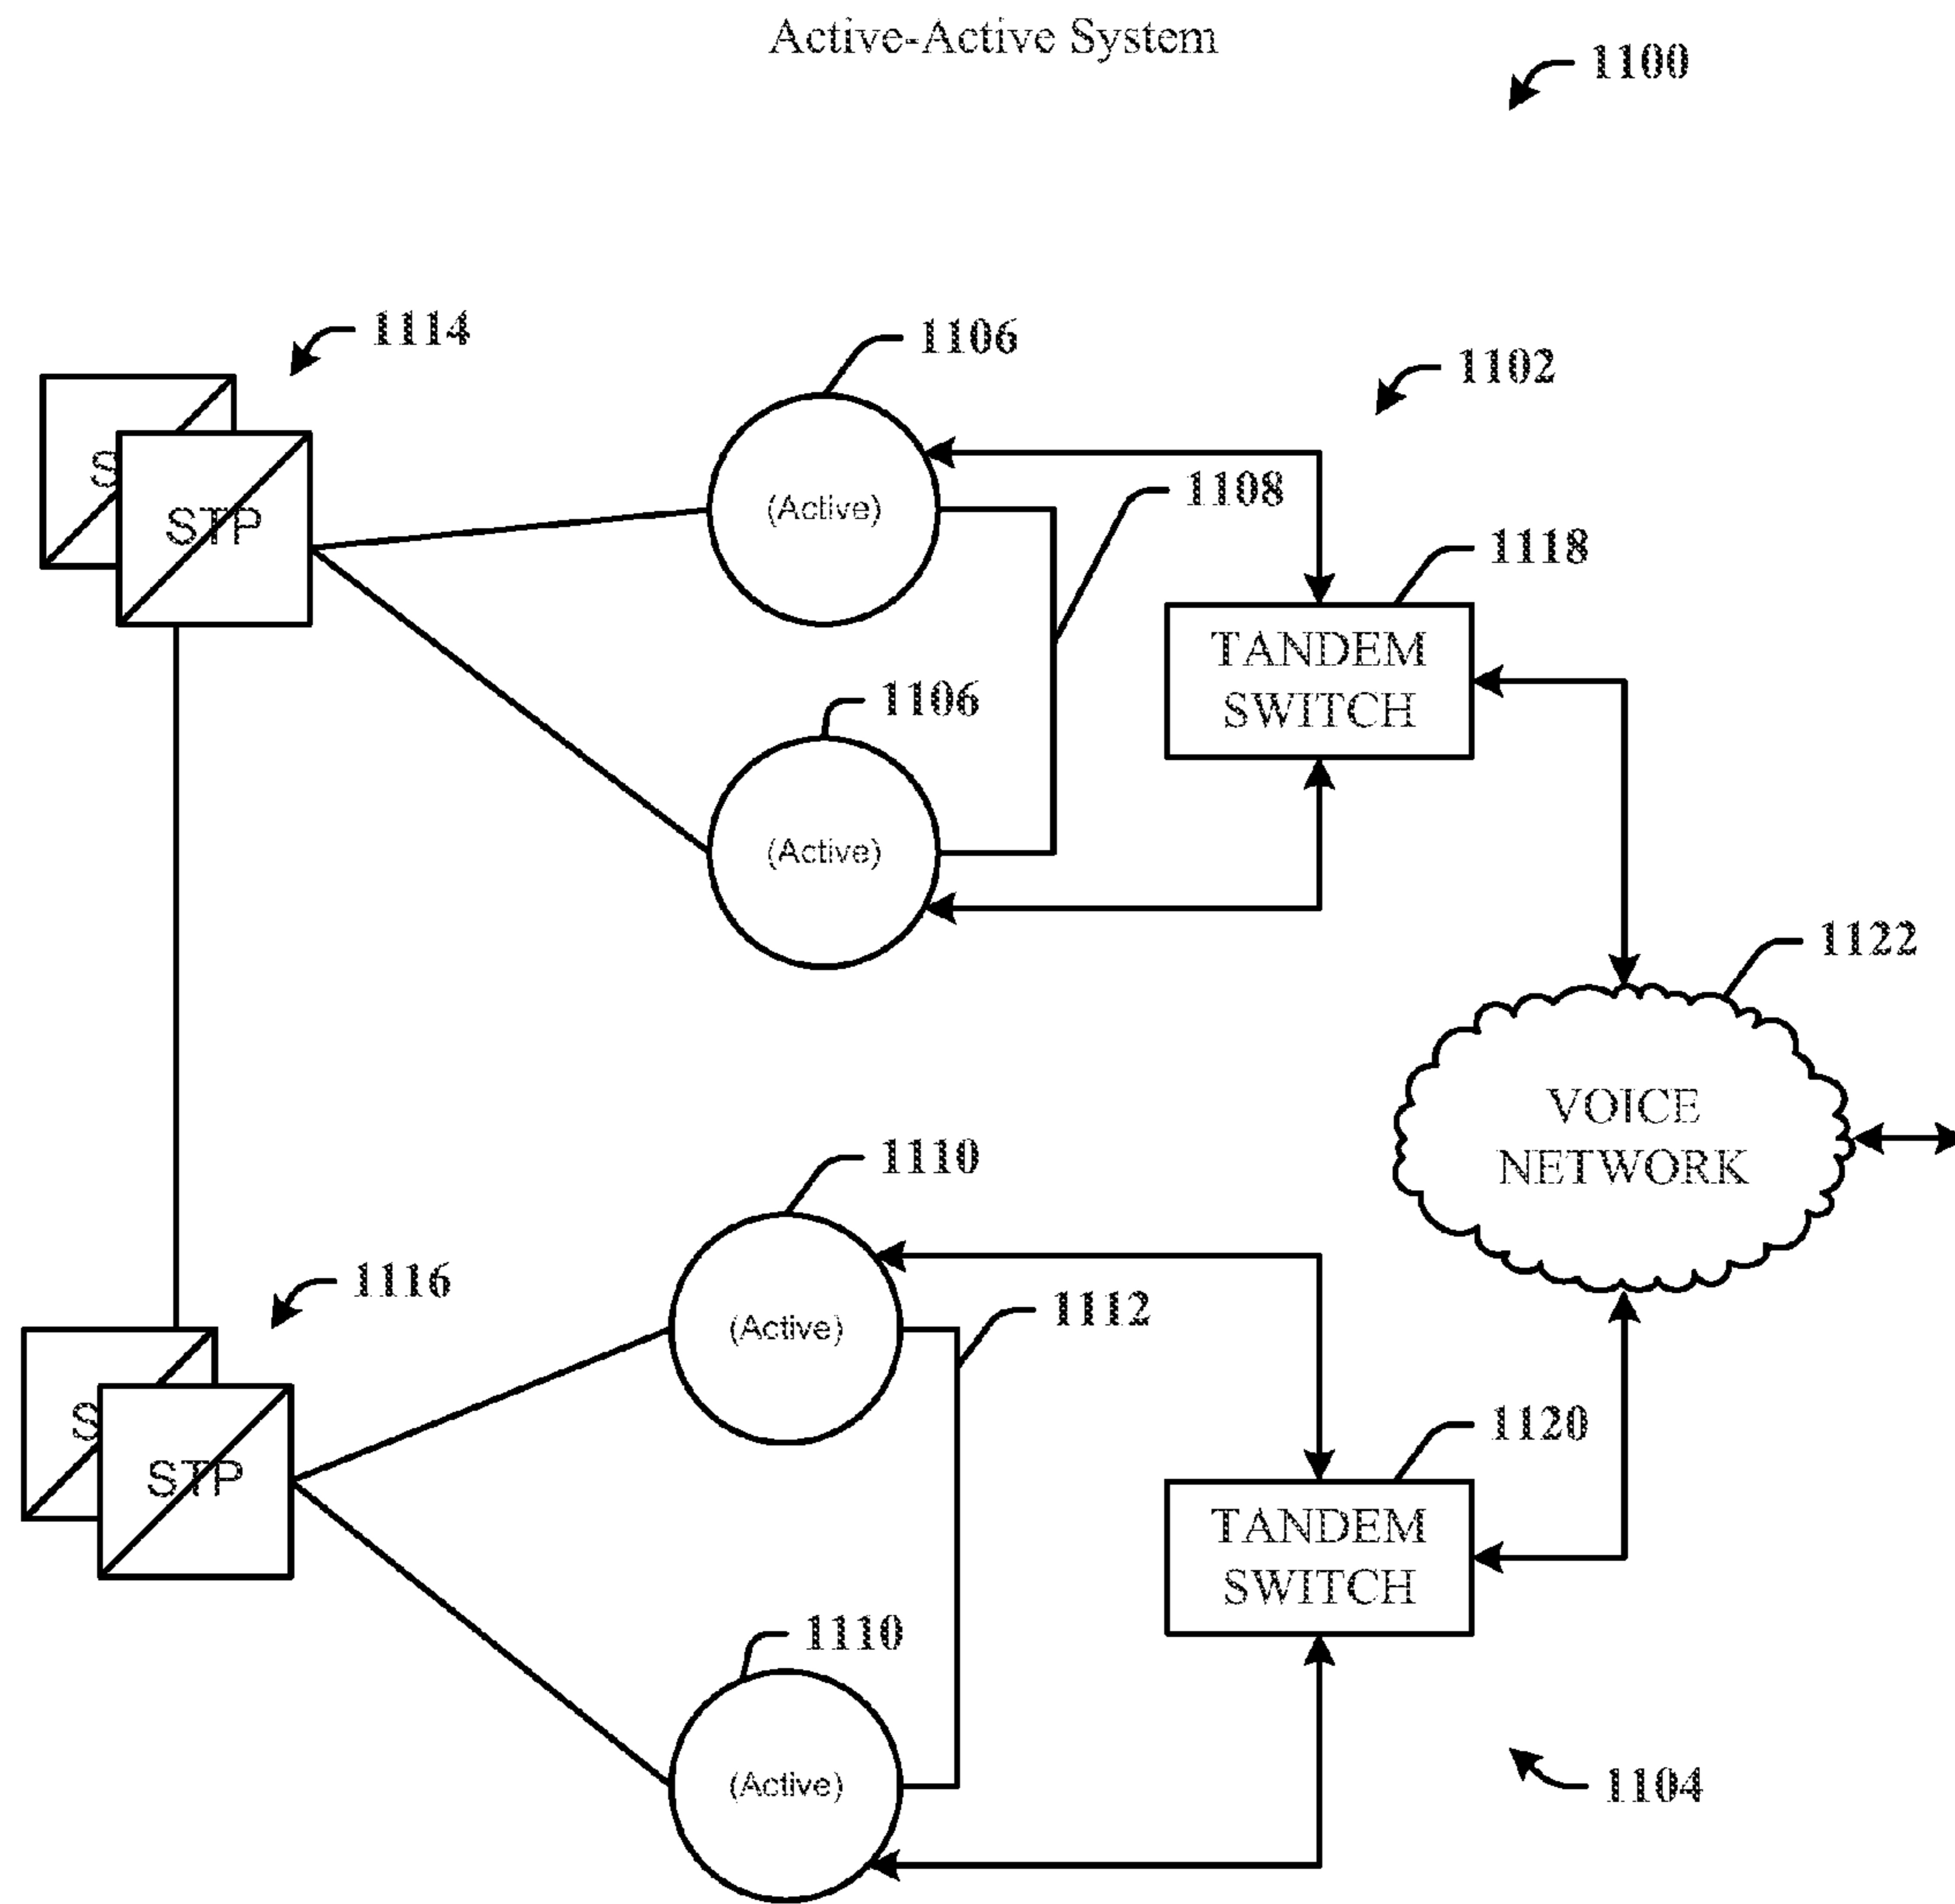 Active-Active System
1100
1114
1106
1102
S
STP
(Active)
1108
1118
TANDEM
SWITCH
1106
(Active)
1122
VOICE
NETWORK
1110
1116
(Active)
1112
S
STP
1120
TANDEM
SWITCH
1110
(Active)
1104